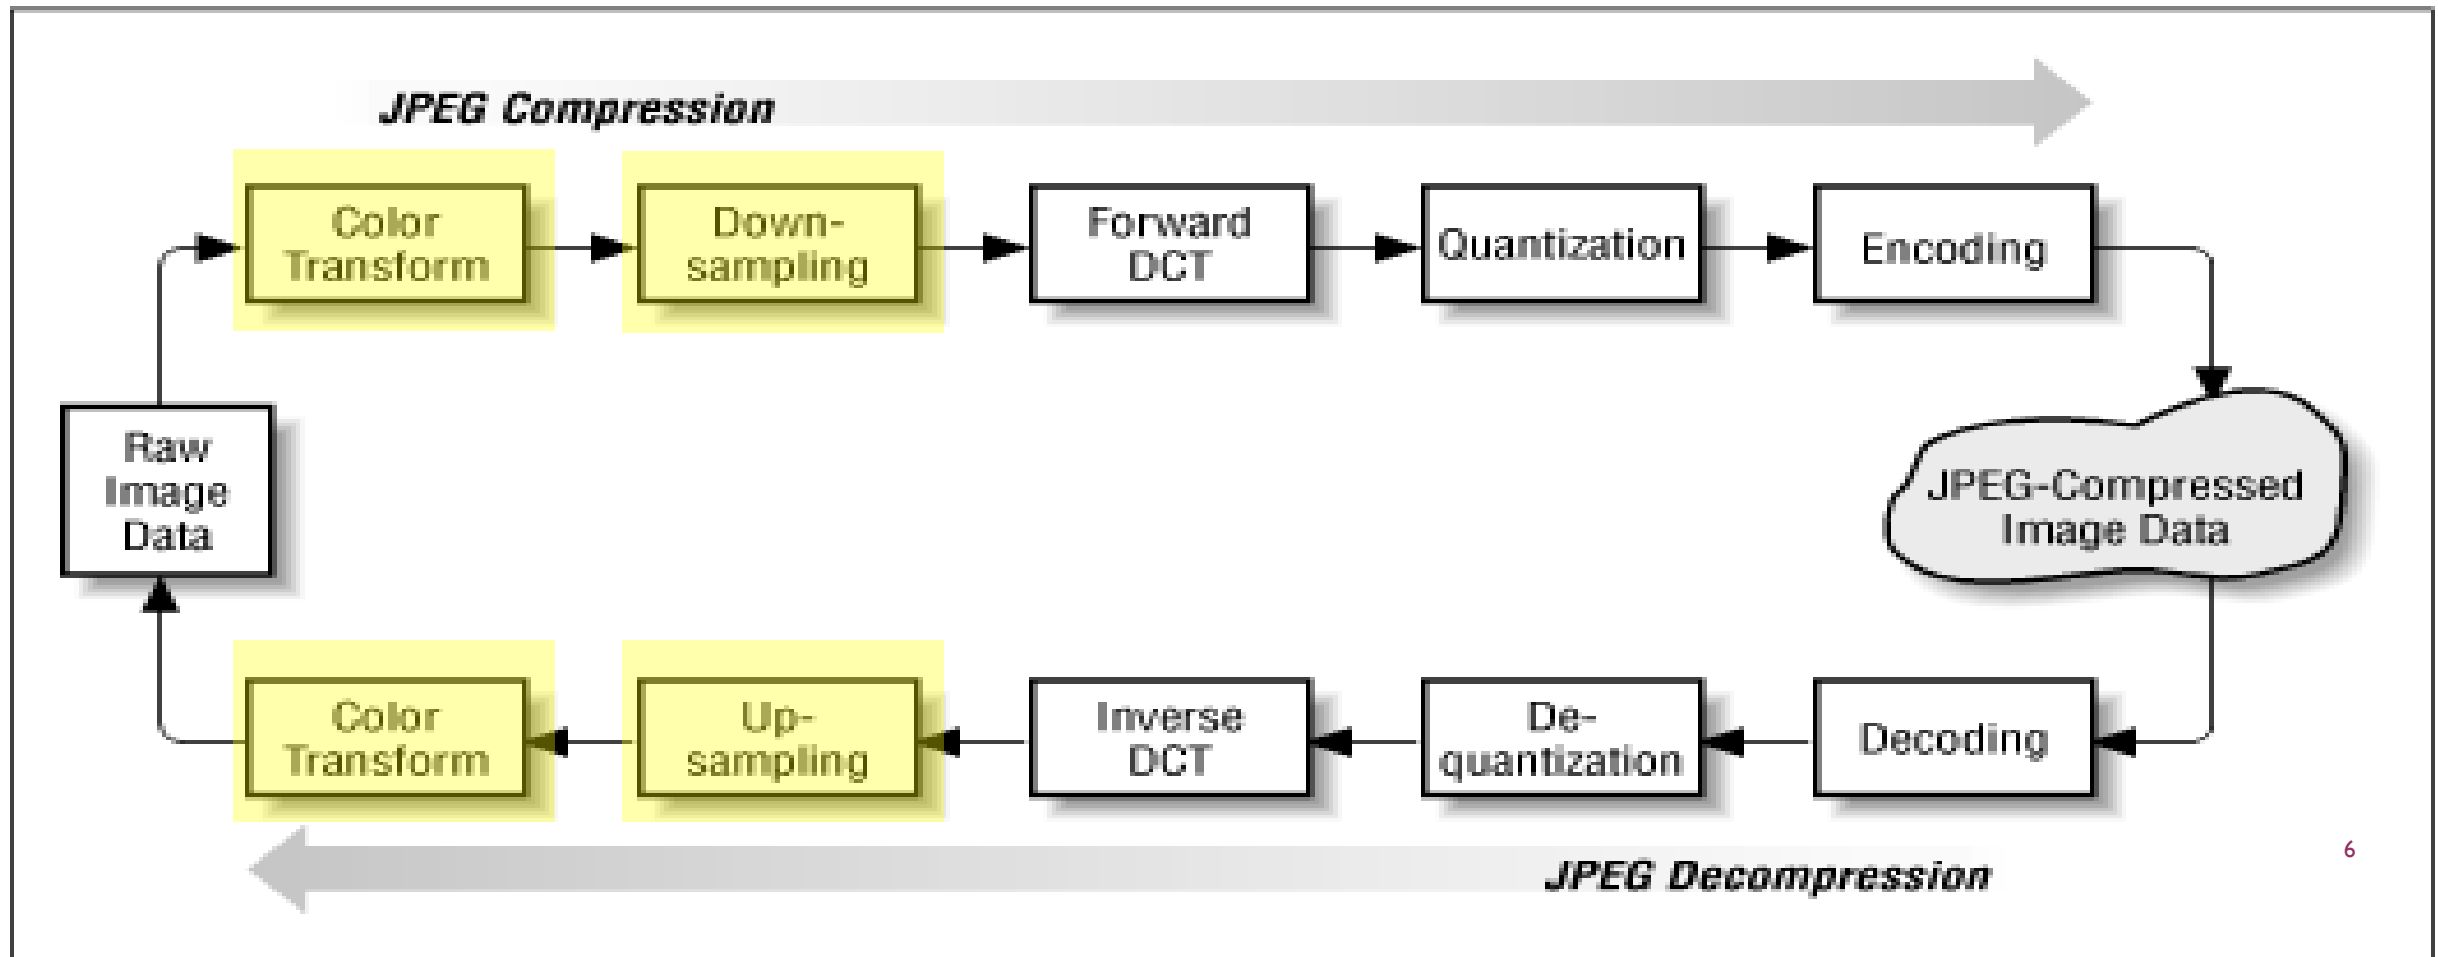 JPEG Compression
Color
Transform
Down-
sampling
Forward
DCT
Quantization
Encoding
Raw
Image
Data
JPEG-Compressed
Image Data
Color
Transform
Up-
sampling
Inverse
DCT
De-
quantization
Decoding
JPEG Decompression
6